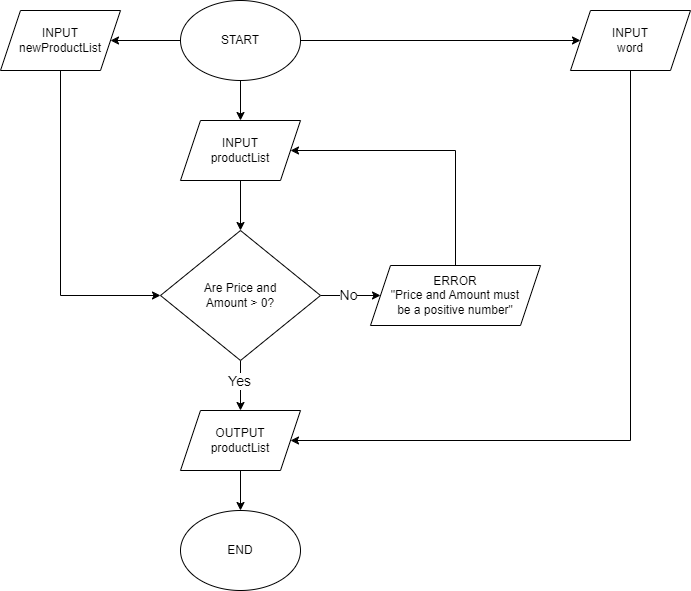 INPUT
newProductList
START
INPUT
word
INPUT
productList
Are Price and
Amount > 0?
No
ERROR
"Price and Amount must
be a positive number"
Yes
OUTPUT
productList
END